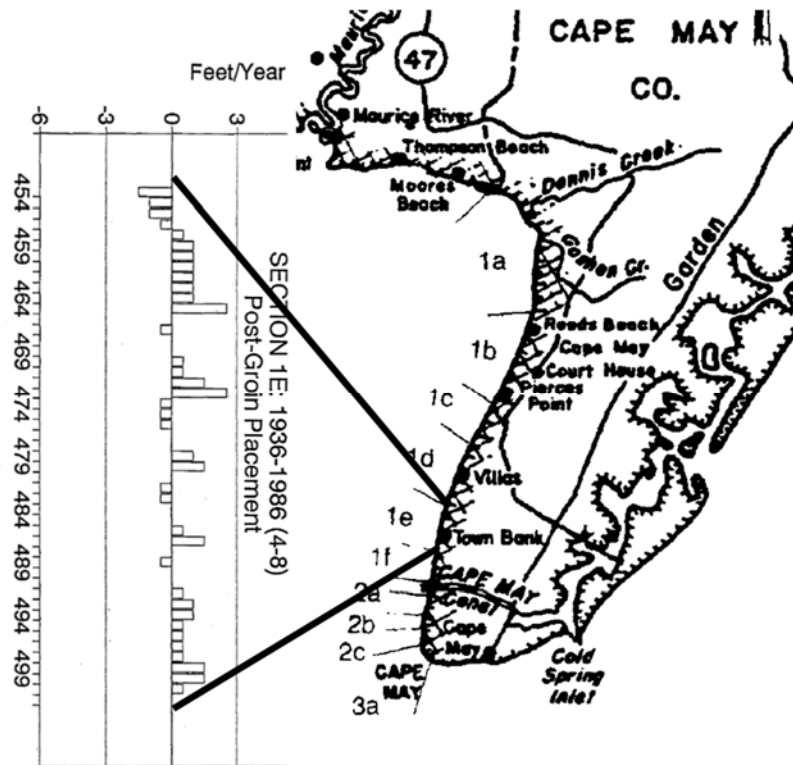 Feet/Year
-6
-3
0
3
454
459
464
469
474
479
484
489
494
499
SECTION 1E: 1936-1986 (4-8)
Post-Groin Placement
CAPE MAY
CO.
47
Maurice River
Thompson Beach
Moores
Beach
Dennis Creek
Goshen Cr.
Garden
1a
Reeds Beach
1b
Cape May
Court House
Pierces
Point
1c
1d
Villas
1e
Town Bank
1f
CAPE MAY
Canal
2a
2b
Cape
May
2c
CAPE
MAY
3a
Cold
Spring
Inlet